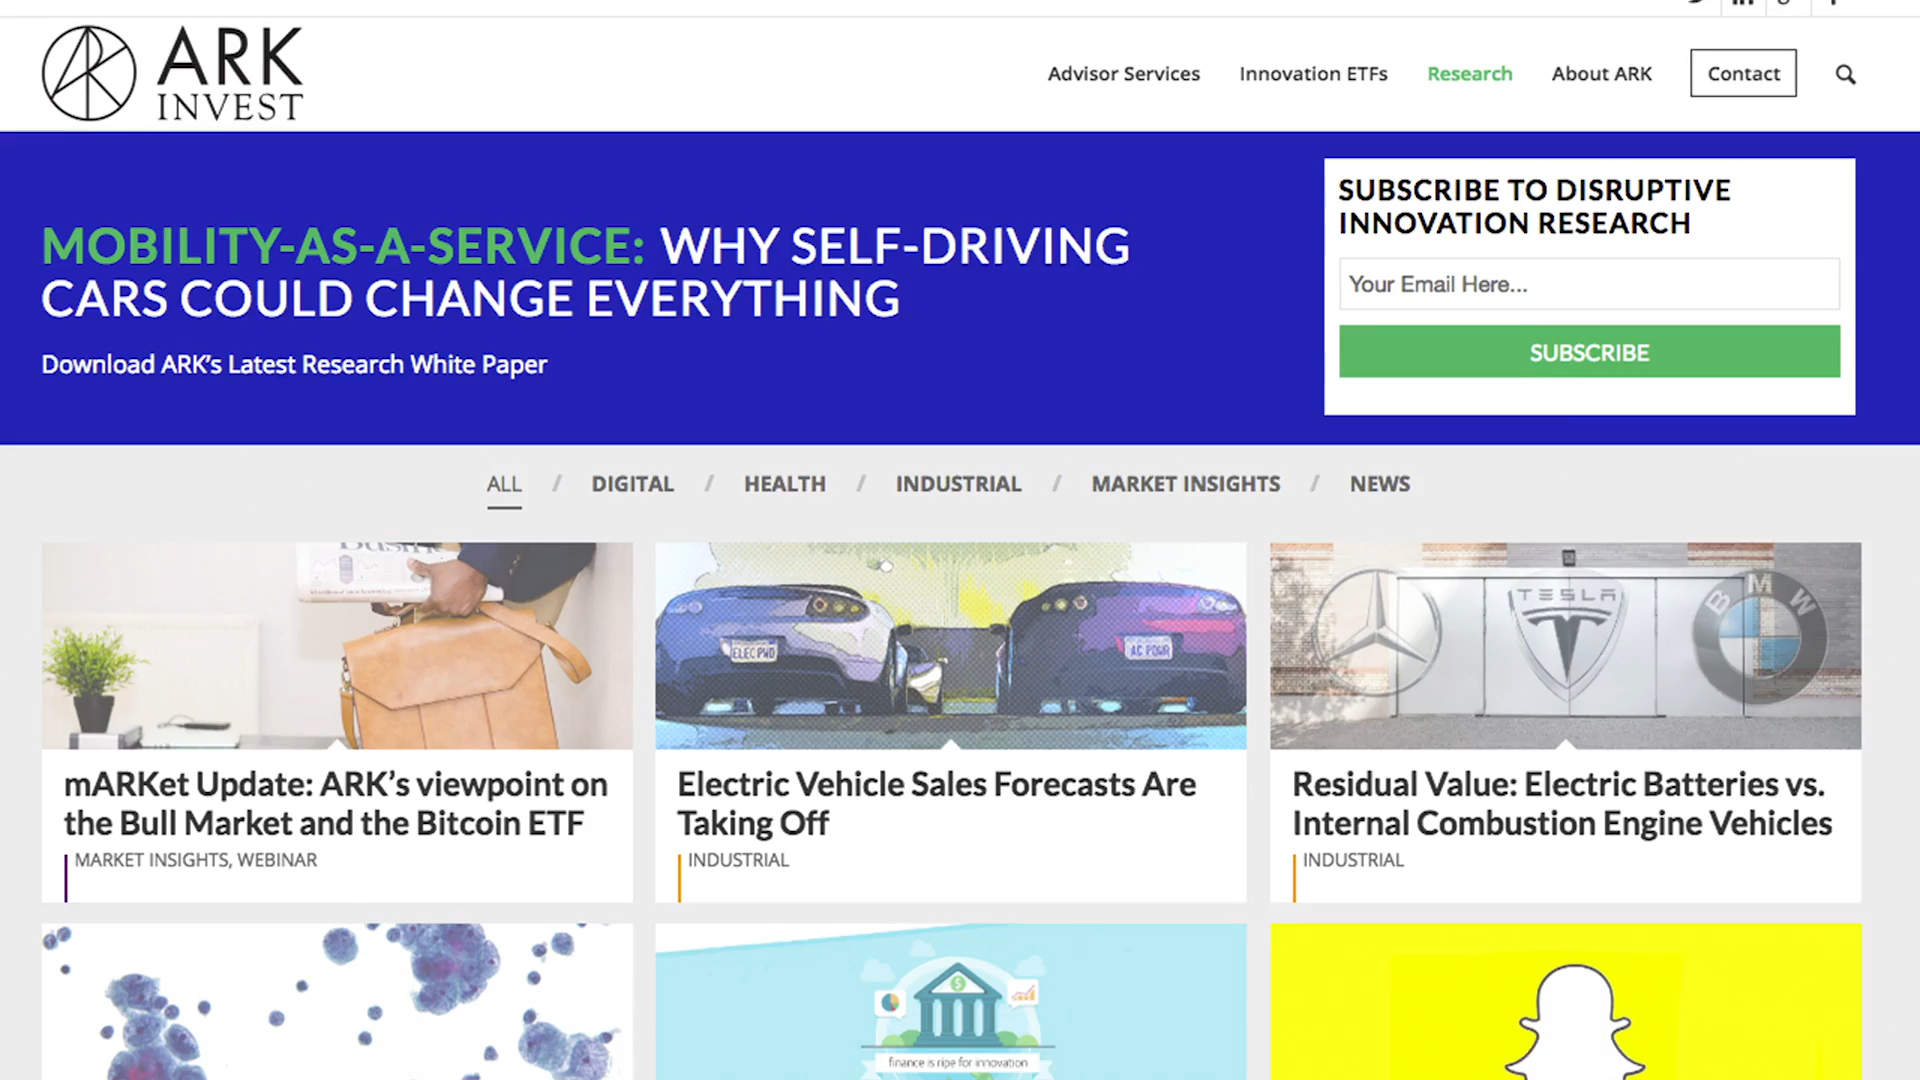 ARK
INVEST
Advisor Services
Innovation ETFs
Research
About ARK
Contact
MOBILITY-AS-A-SERVICE: WHY SELF-DRIVING
CARS COULD CHANGE EVERYTHING
Download ARK's Latest Research White Paper
SUBSCRIBE TO DISRUPTIVE
INNOVATION RESEARCH
Your Email Here...
SUBSCRIBE
ALL / DIGITAL / HEALTH / INDUSTRIAL / MARKET INSIGHTS / NEWS
ELEC PWD
AC POWR
TESLA
BMW
mARKet Update: ARK's viewpoint on
the Bull Market and the Bitcoin ETF
MARKET INSIGHTS, WEBINAR
Electric Vehicle Sales Forecasts Are
Taking Off
INDUSTRIAL
Residual Value: Electric Batteries vs.
Internal Combustion Engine Vehicles
INDUSTRIAL
finance is ripe for innovation